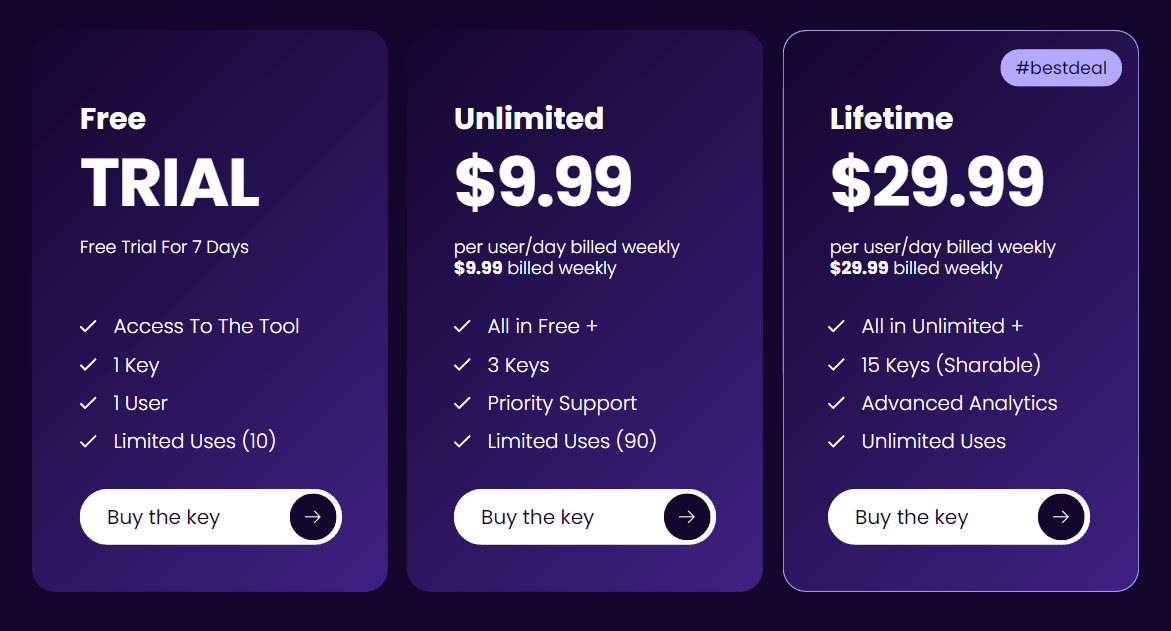 Free
TRIAL
Free Trial For 7 Days
Access To The Tool
1 Key
1 User
Limited Uses (10)
Buy the key
Unlimited
$9.99
per user/day billed weekly
$9.99 billed weekly
All in Free +
3 Keys
Priority Support
Limited Uses (90)
Buy the key
#bestdeal
Lifetime
$29.99
per user/day billed weekly
$29.99 billed weekly
All in Unlimited +
15 Keys (Sharable)
Advanced Analytics
Unlimited Uses
Buy the key